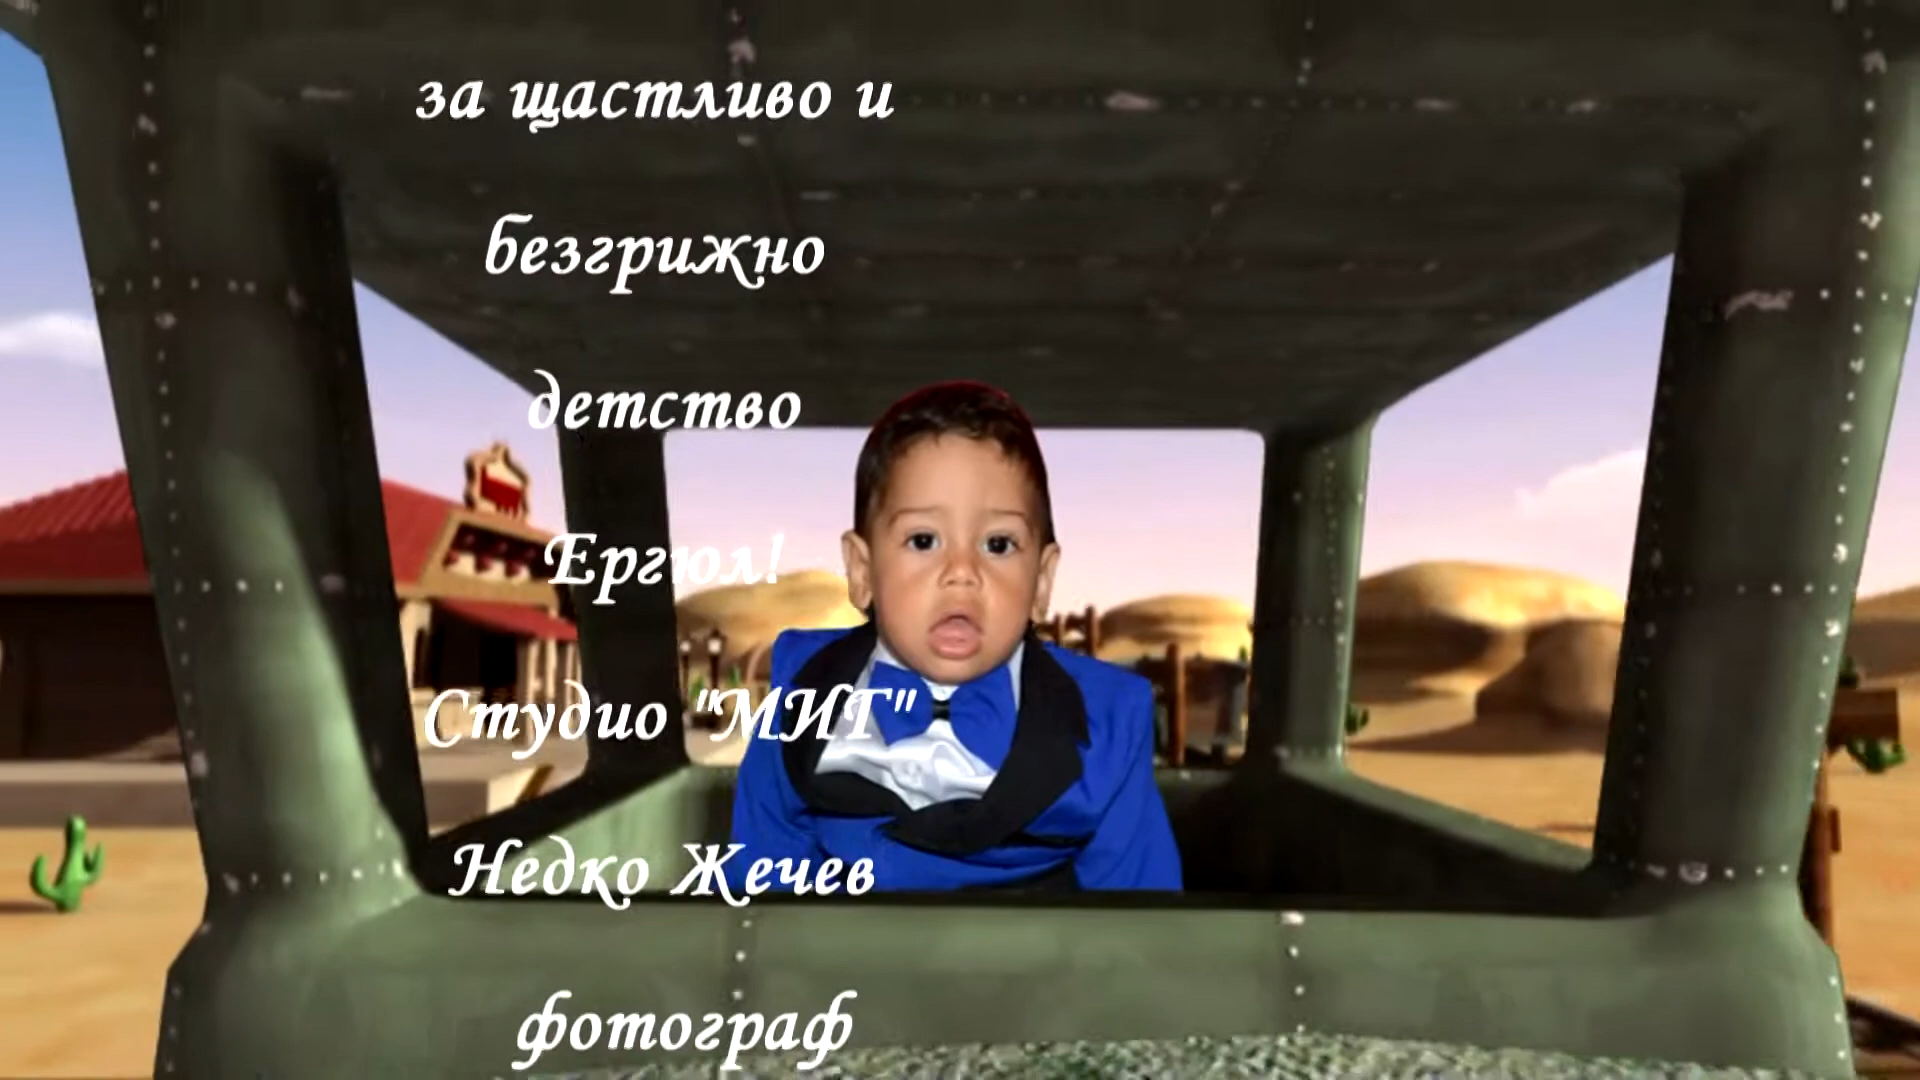 за щастливо и
безгрижно
детство
Ергюл!
Студио "МИГ"
Недко Жечев
фотограф